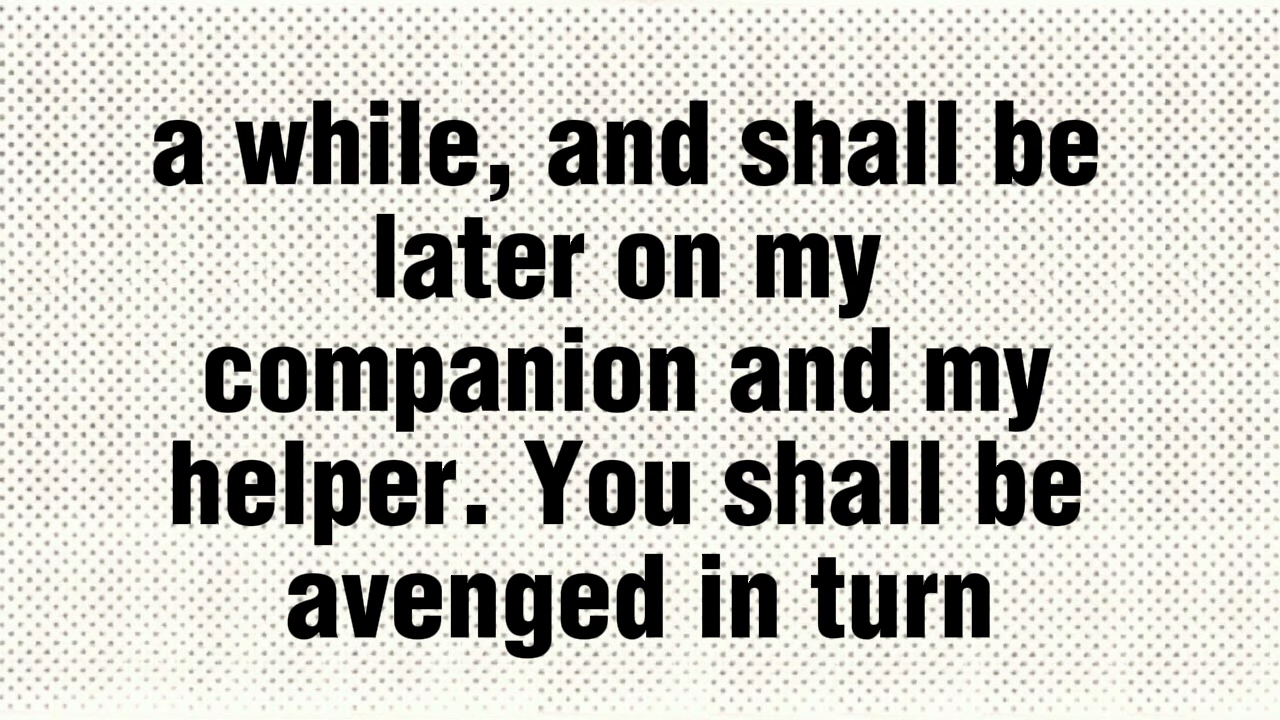 a while, and shall be
later on my
companion and my
helper. You shall be
avenged in turn